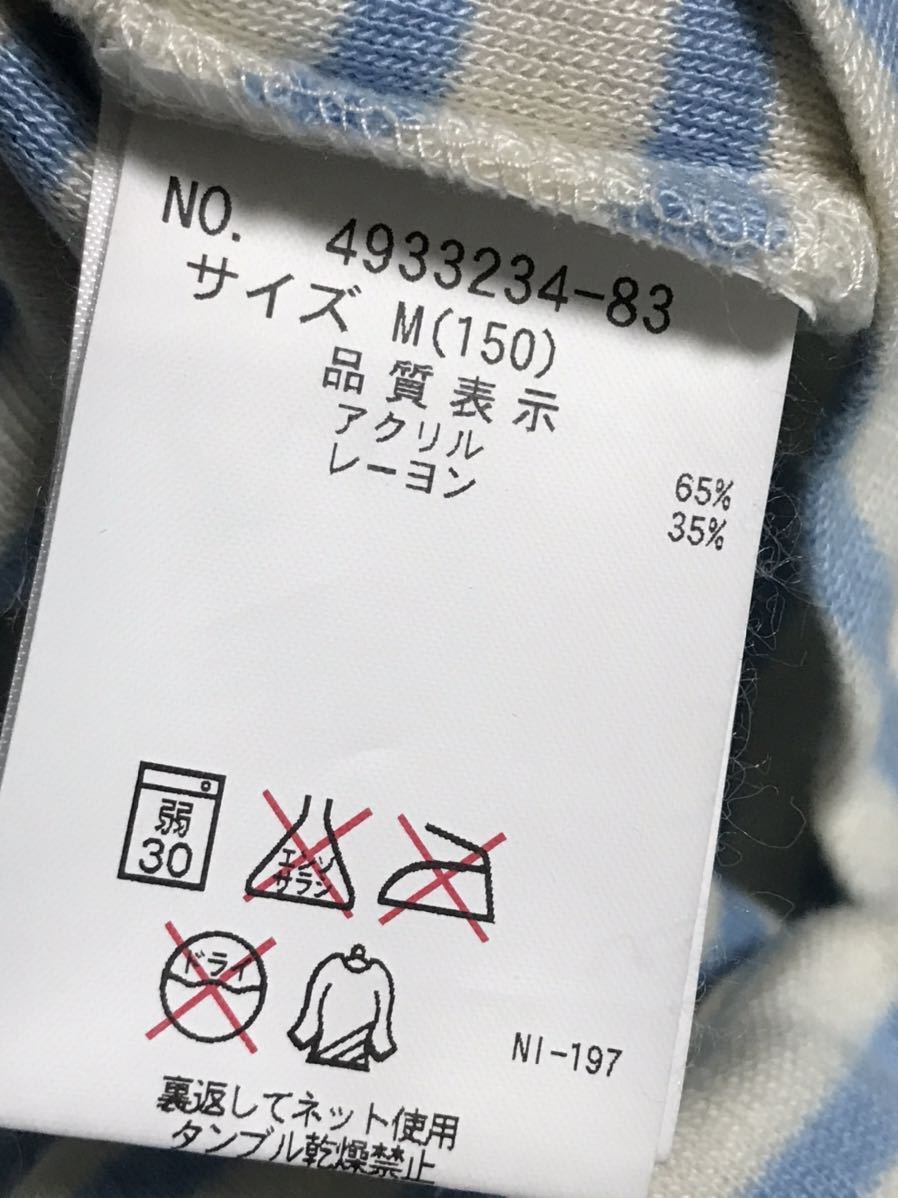 NO. 4933234-83
サイズ M(150)
品質表示
アクリル 65%
レーヨン 35%
弱
30
エンソ
サラシ
ドライ
NI-197
裏返してネット使用
タンブル乾燥禁止